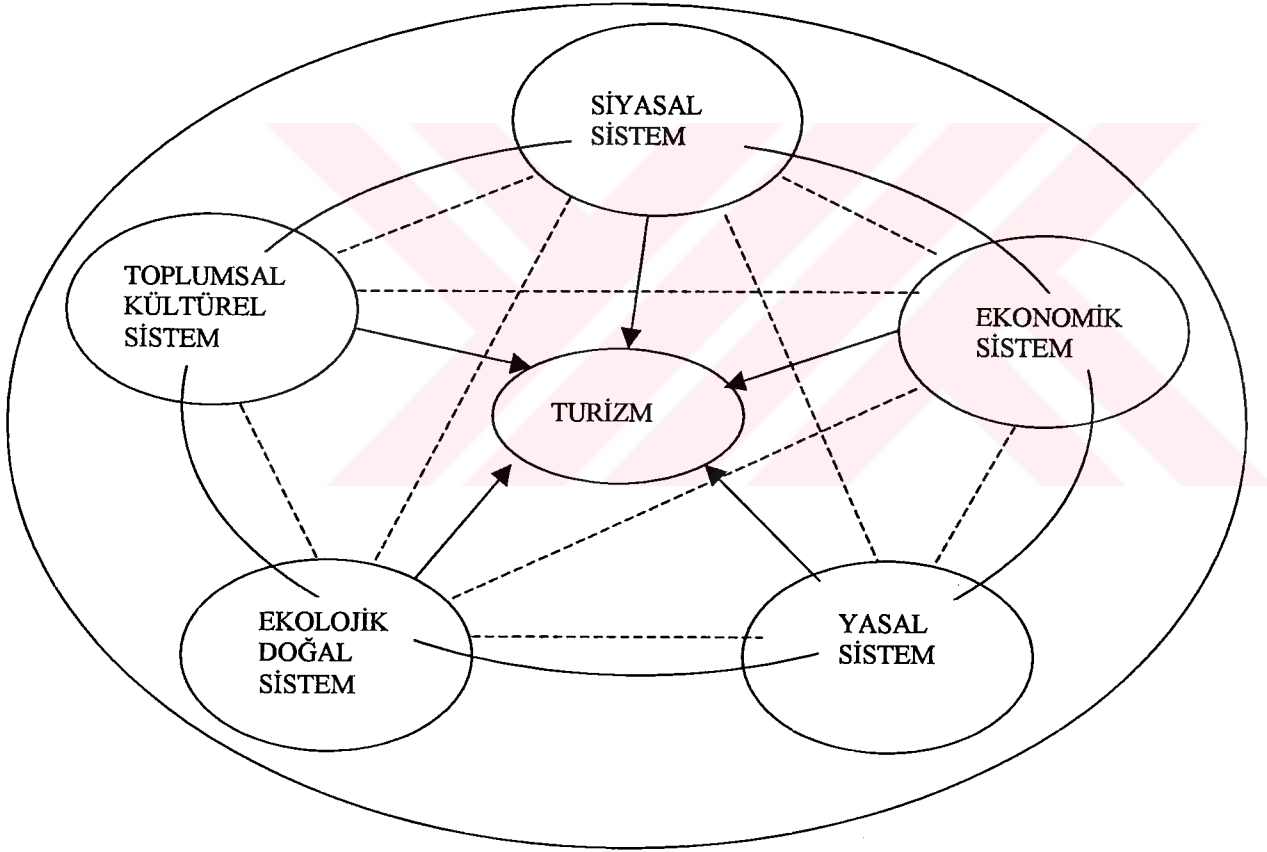 SİYASAL
SİSTEM
TOPLUMSAL
KÜLTÜREL
SİSTEM
EKONOMİK
SİSTEM
TURİZM
EKOLOJİK
DOĞAL
SİSTEM
YASAL
SİSTEM